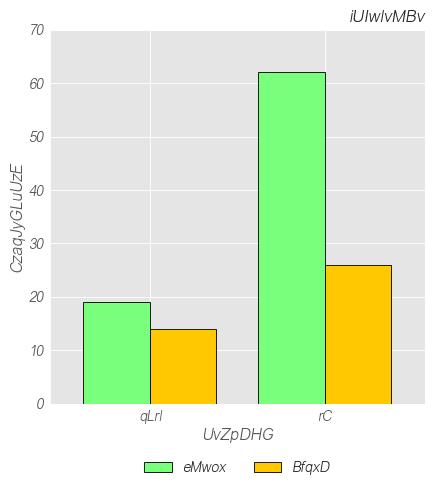 iUIwlvMBv
70
60
50
40
30
20
10
0
CzaqJyGLuUzE
qLrl
rC
UvZpDHG
eMwox
BfqxD